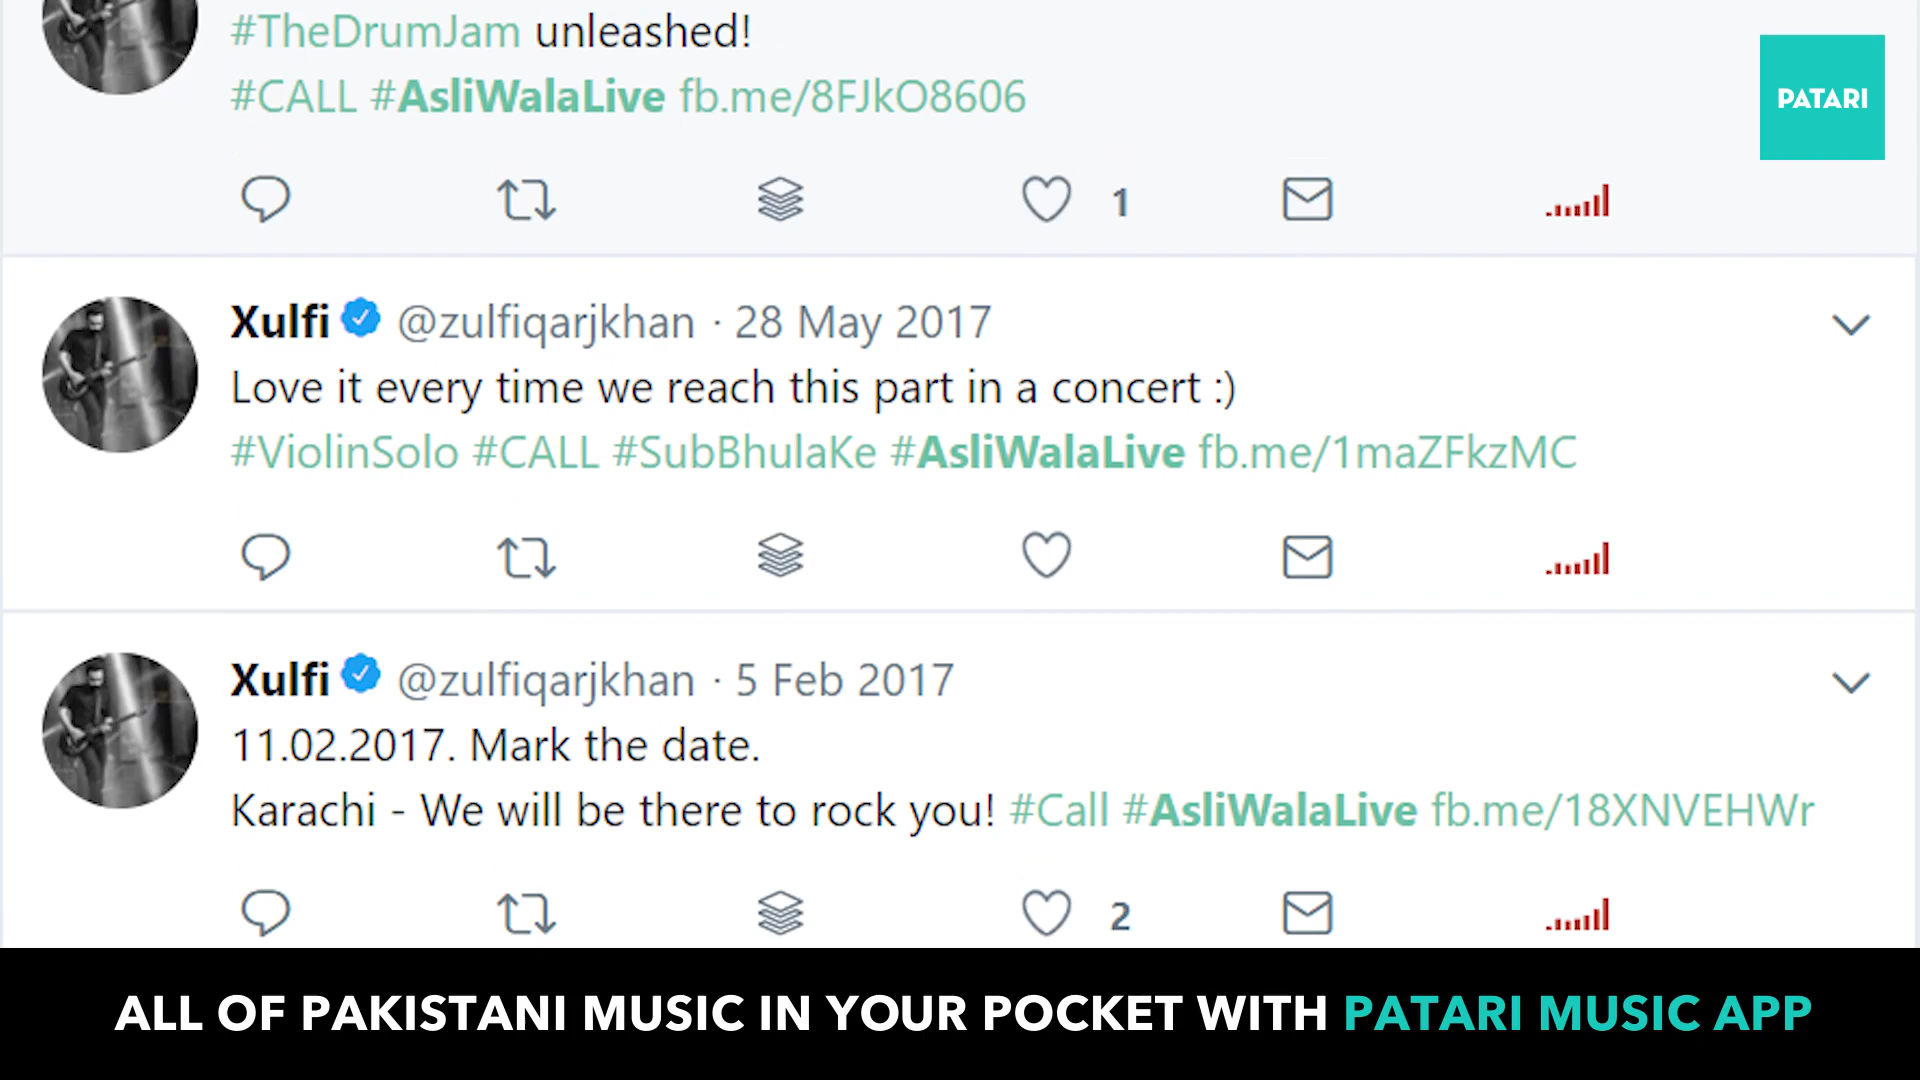 #TheDrumJam unleashed!
#CALL #AsliWalaLive fb.me/8FJkO8606
PATARI
1
Xulfi @zulfiqarjkhan · 28 May 2017
Love it every time we reach this part in a concert :)
#ViolinSolo #CALL #SubBhulaKe #AsliWalaLive fb.me/1maZFkzMC
Xulfi @zulfiqarjkhan · 5 Feb 2017
11.02.2017. Mark the date.
Karachi - We will be there to rock you! #Call #AsliWalaLive fb.me/18XNVEHWr
2
ALL OF PAKISTANI MUSIC IN YOUR POCKET WITH PATARI MUSIC APP